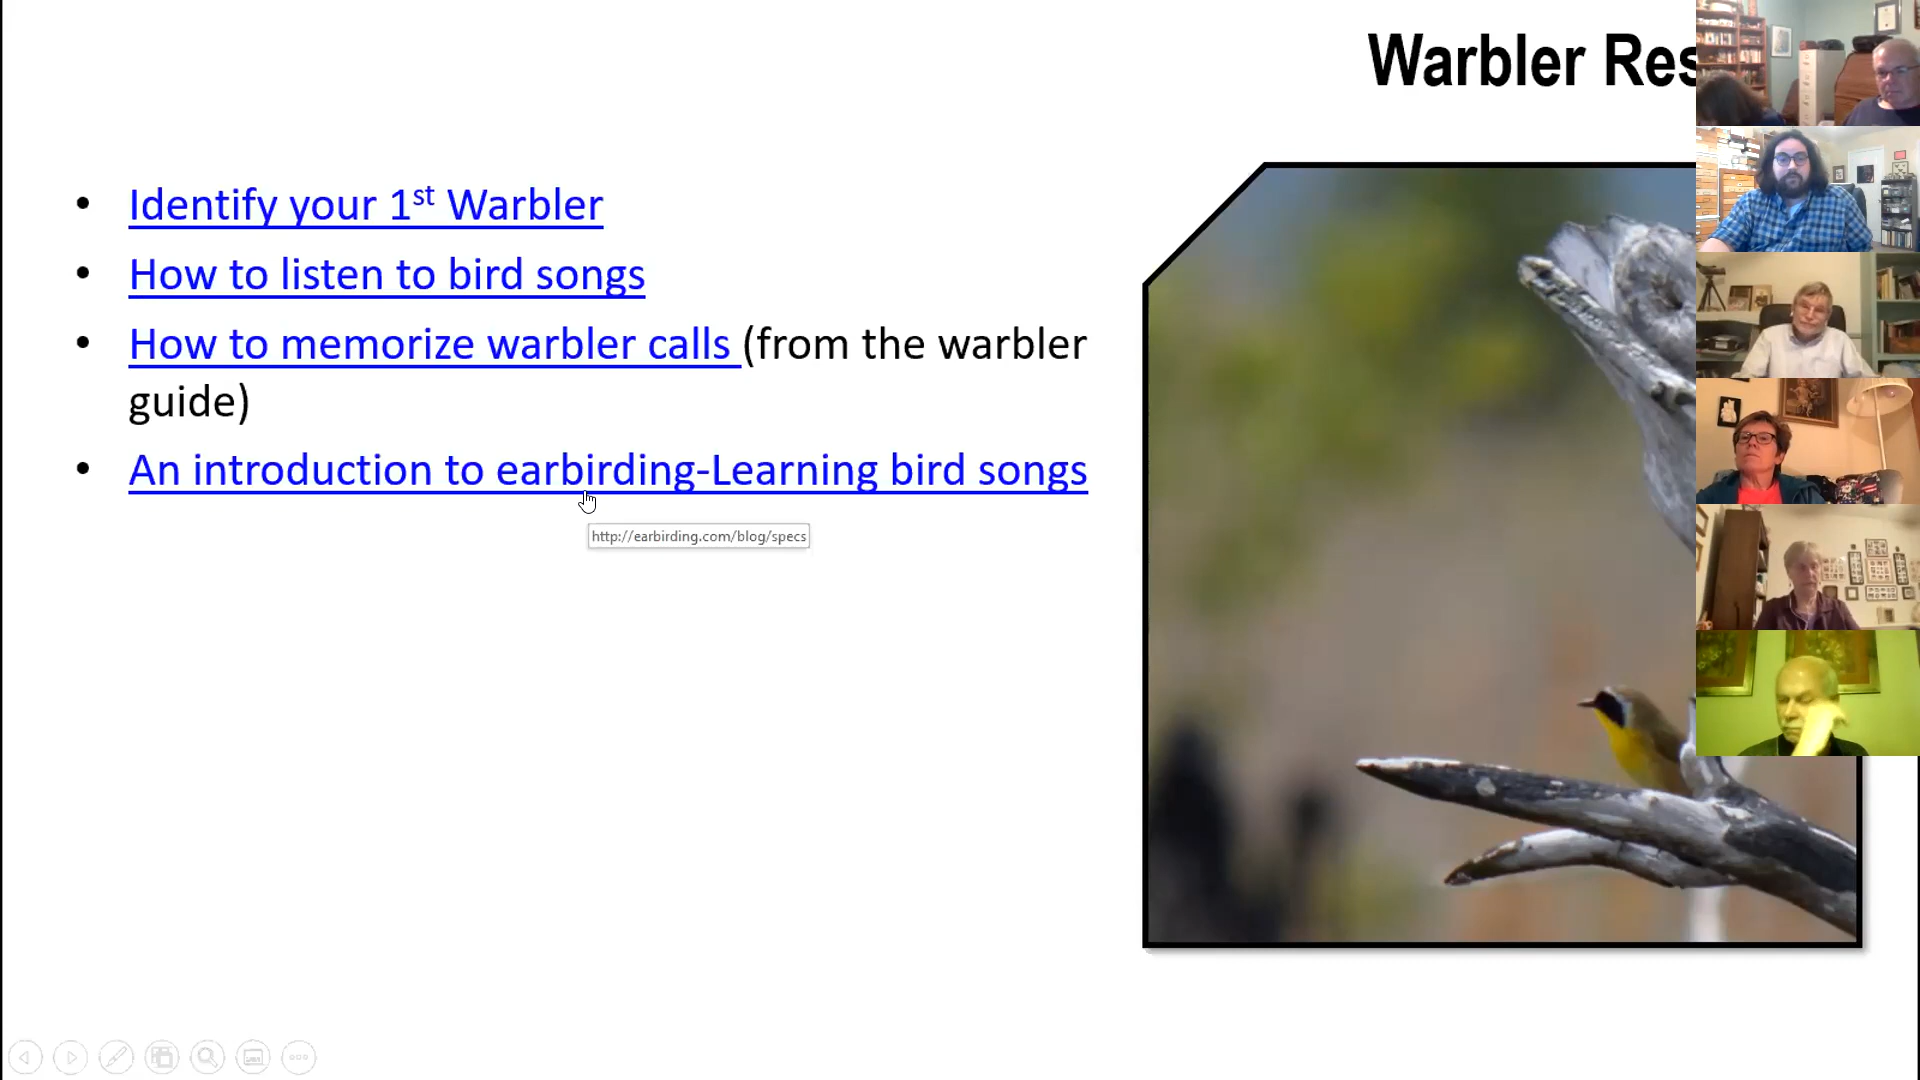 Warbler Res
• Identify your 1st Warbler
• How to listen to bird songs
• How to memorize warbler calls (from the warbler
guide)
• An introduction to earbirding-Learning bird songs
http://earbirding.com/blog/specs